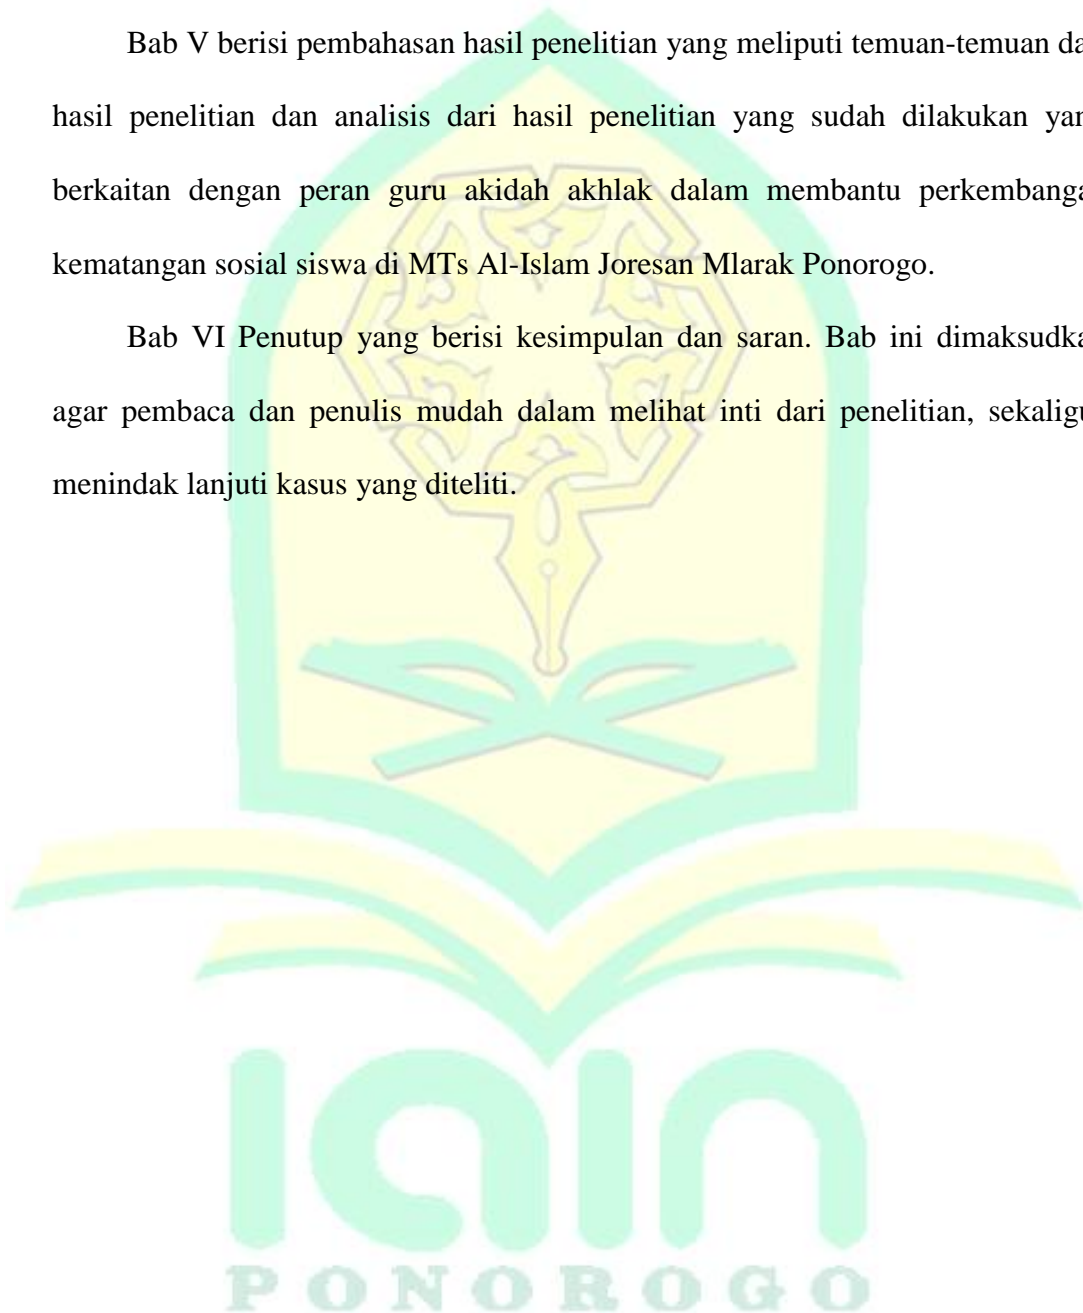 Bab V berisi pembahasan hasil penelitian yang meliputi temuan-temuan da
hasil penelitian dan analisis dari hasil penelitian yang sudah dilakukan yan
berkaitan dengan peran guru akidah akhlak dalam membantu perkembanga
kematangan sosial siswa di MTs Al-Islam Joresan Mlarak Ponorogo.
Bab VI Penutup yang berisi kesimpulan dan saran. Bab ini dimaksudka
agar pembaca dan penulis mudah dalam melihat inti dari penelitian, sekaligu
menindak lanjuti kasus yang diteliti.
iain
PONOROGO